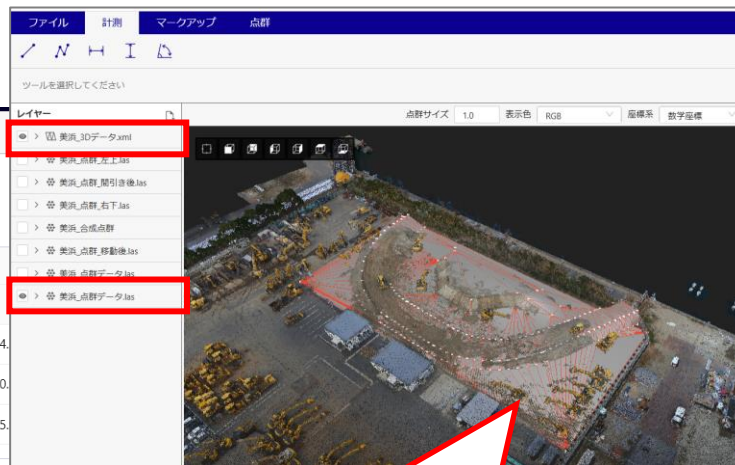 ファイル 計測 マークアップ 点群
ツールを選択してください
レイヤー 点群サイズ 1.0 表示色 RGB 座標系 数学座標
美浜_3Dデータ.xml
美浜_点群_左上.las
美浜_点群_間引き後.las
美浜_点群_右下.las
美浜_合成点群
美浜_点群_移動後.las
美浜_点群データ.las
美浜_点群データ.las
4.
0.
5.